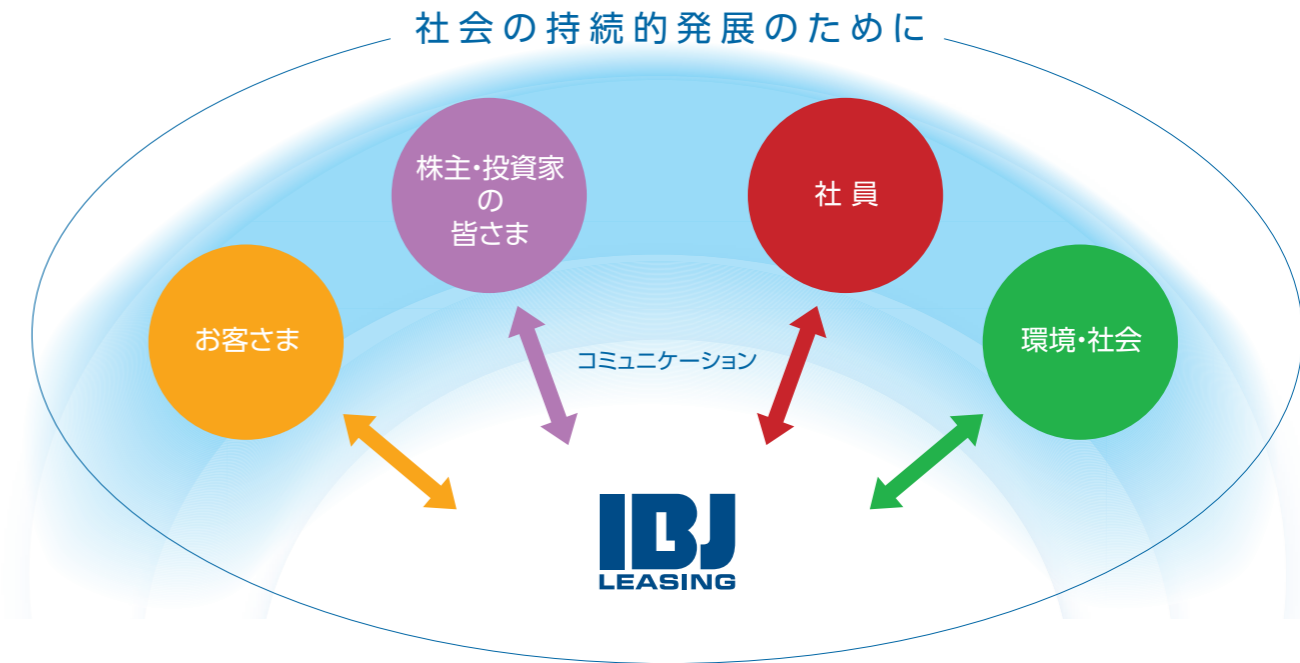 社会の持続的発展のために
株主・投資家
の
皆さま
社員
お客さま
環境・社会
コミュニケーション
IBJ
LEASING